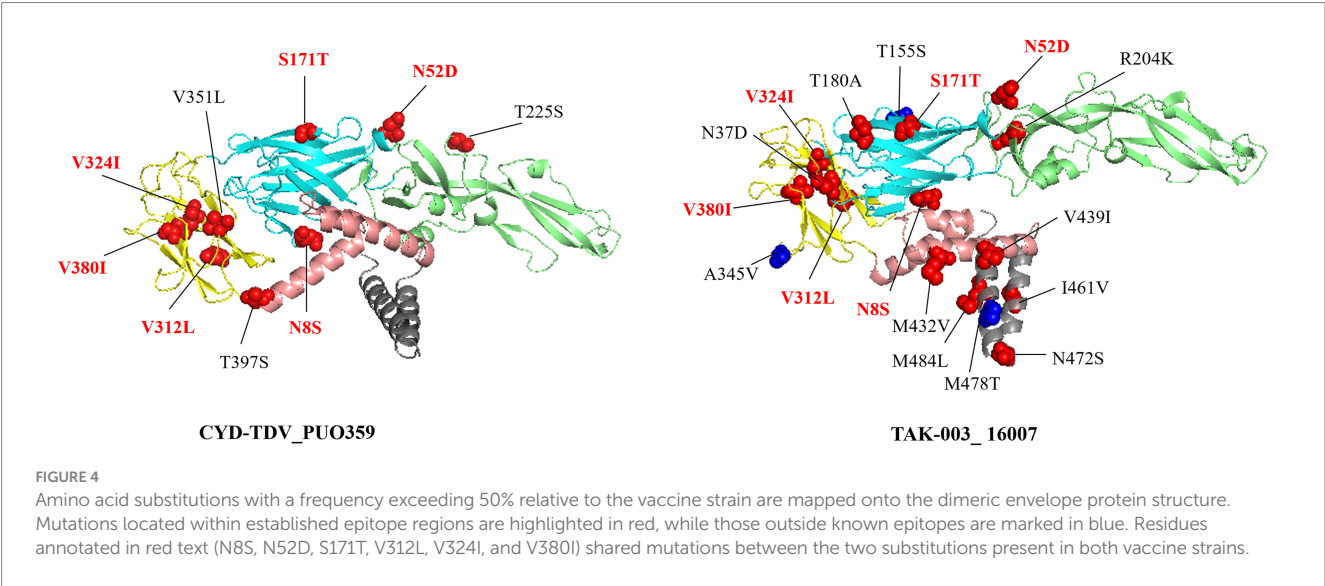 S171T
N52D
V351L
T225S
V324I
V380I
V312L
N8S
T397S
CYD-TDV_PUO359
T155S
N52D
R204K
T180A
S171T
V324I
N37D
V380I
V439I
A345V
I461V
V312L
N8S
M432V
M484L
N472S
M478T
TAK-003_ 16007
FIGURE 4
Amino acid substitutions with a frequency exceeding 50% relative to the vaccine strain are mapped onto the dimeric envelope protein structure.
Mutations located within established epitope regions are highlighted in red, while those outside known epitopes are marked in blue. Residues
annotated in red text (N8S, N52D, S171T, V312L, V324I, and V380I) shared mutations between the two substitutions present in both vaccine strains.